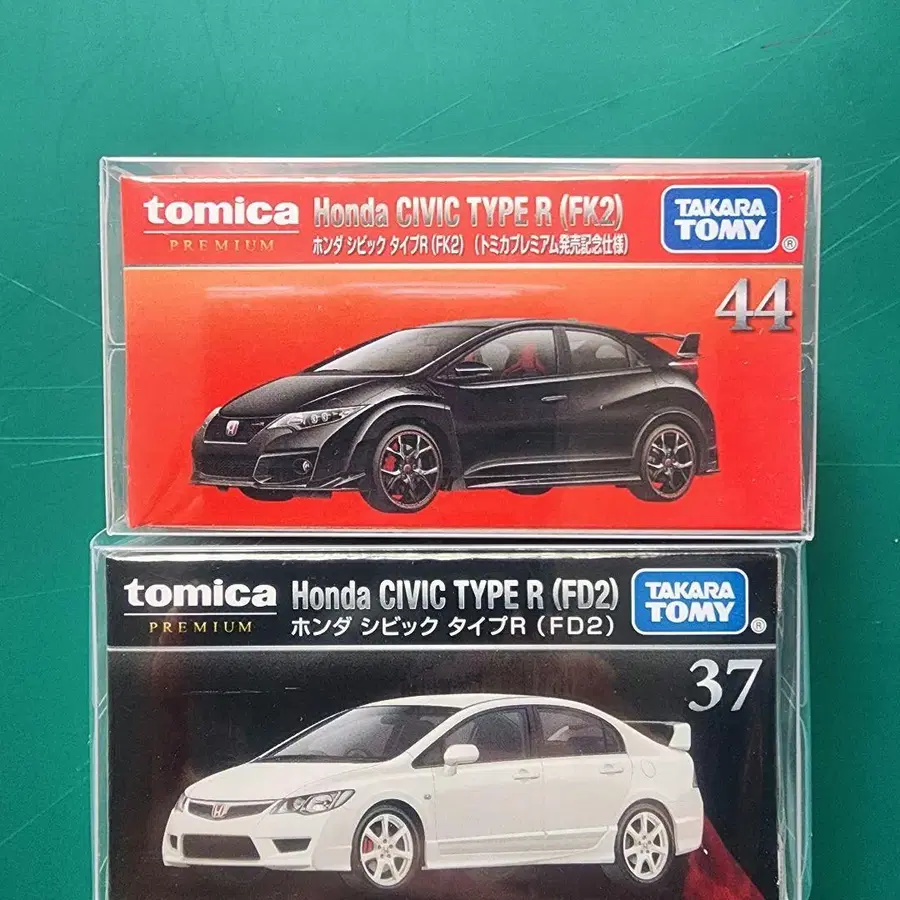 tomica
PREMIUM
Honda CIVIC TYPE R (FK2)
ホンダ シビック タイプR (FK2) (トミカプレミアム発売記念仕様)
TAKARA
TOMY
®
44
tomica
PREMIUM
Honda CIVIC TYPE R (FD2)
ホンダ シビック タイプR (FD2)
TAKARA
TOMY
®
37